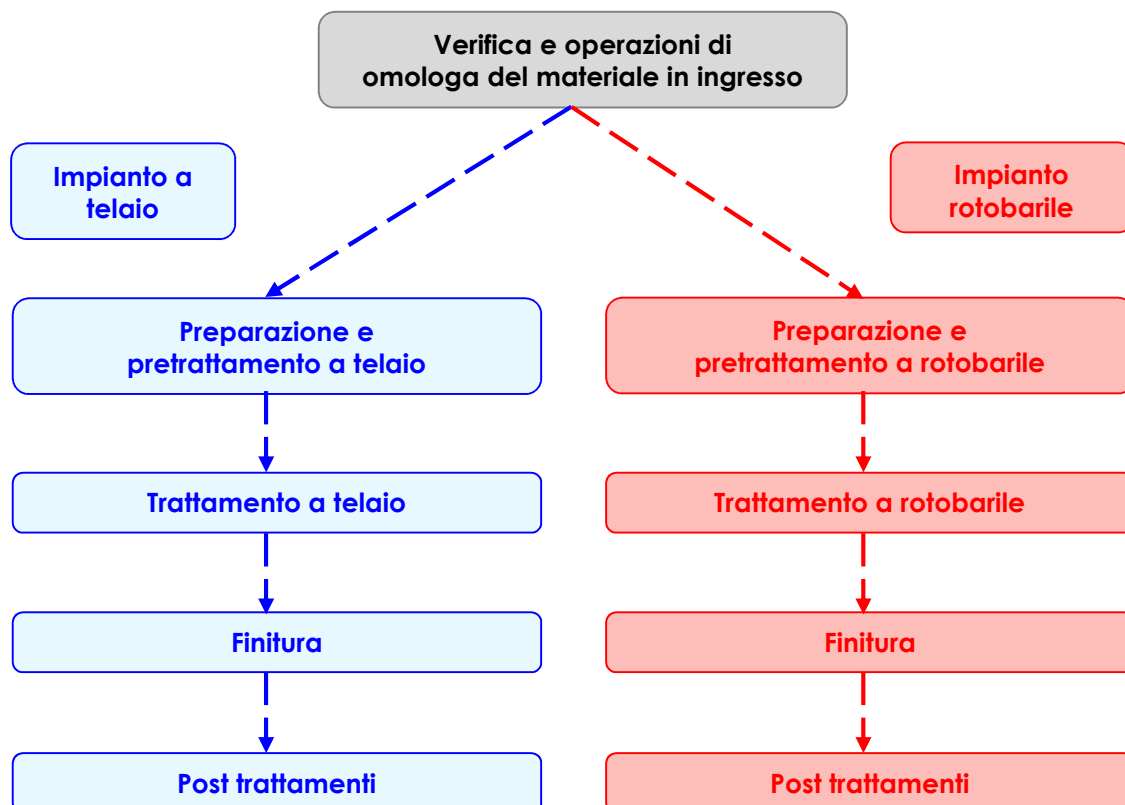 Verifica e operazioni di
omologa del materiale in ingresso
Impianto a
telaio
Impianto
rotobarile
Preparazione e
pretrattamento a telaio
Preparazione e
pretrattamento a rotobarile
Trattamento a telaio
Trattamento a rotobarile
Finitura
Finitura
Post trattamenti
Post trattamenti